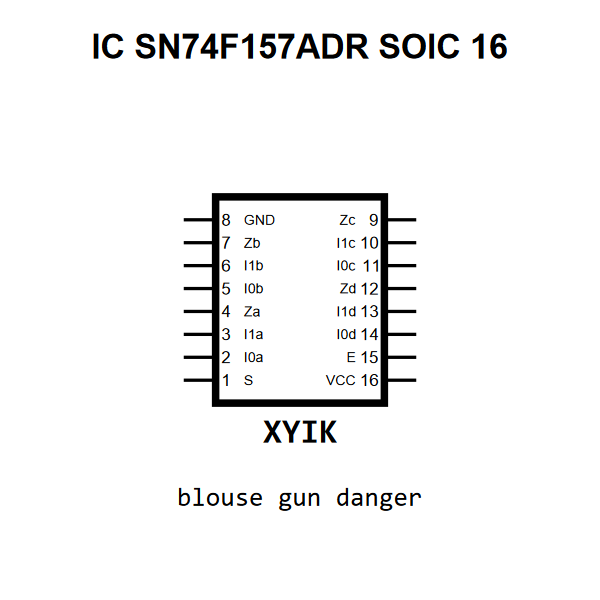 IC SN74F157ADR SOIC 16
8 GND Zc 9
7 Zb I1c 10
6 I1b I0c 11
5 I0b Zd 12
4 Za I1d 13
3 I1a I0d 14
2 I0a E 15
1 S VCC 16
XYIK
blouse gun danger